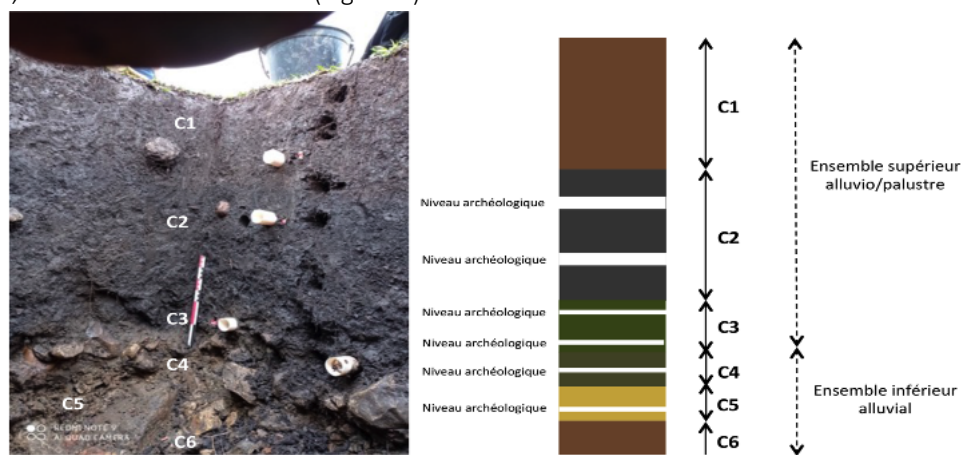 C1
C2
C3
C4
C5
C6
REDMI NOTE 9
AI QUAD CAMERA
Niveau archéologique
Niveau archéologique
Niveau archéologique
Niveau archéologique
Niveau archéologique
Niveau archéologique
C1
C2
C3
C4
C5
C6
Ensemble supérieur
alluvio/palustre
Ensemble inférieur
alluvial